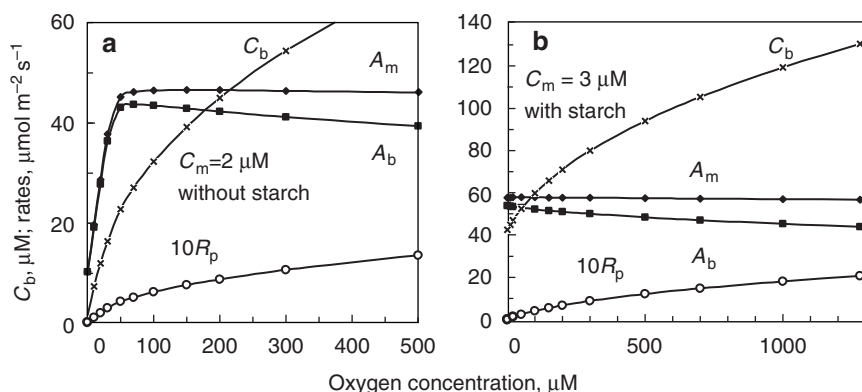 C_b, μM; rates, μmol m⁻² s⁻¹
60
40
20
0
a
C_b
A_m
C_m=2 μM
without starch
A_b
10R_p
0 100 200 300 400 500
140
120
100
80
60
40
20
0
b
C_b
C_m = 3 μM
with starch
A_m
10R_p
A_b
0 500 1000
Oxygen concentration, μM